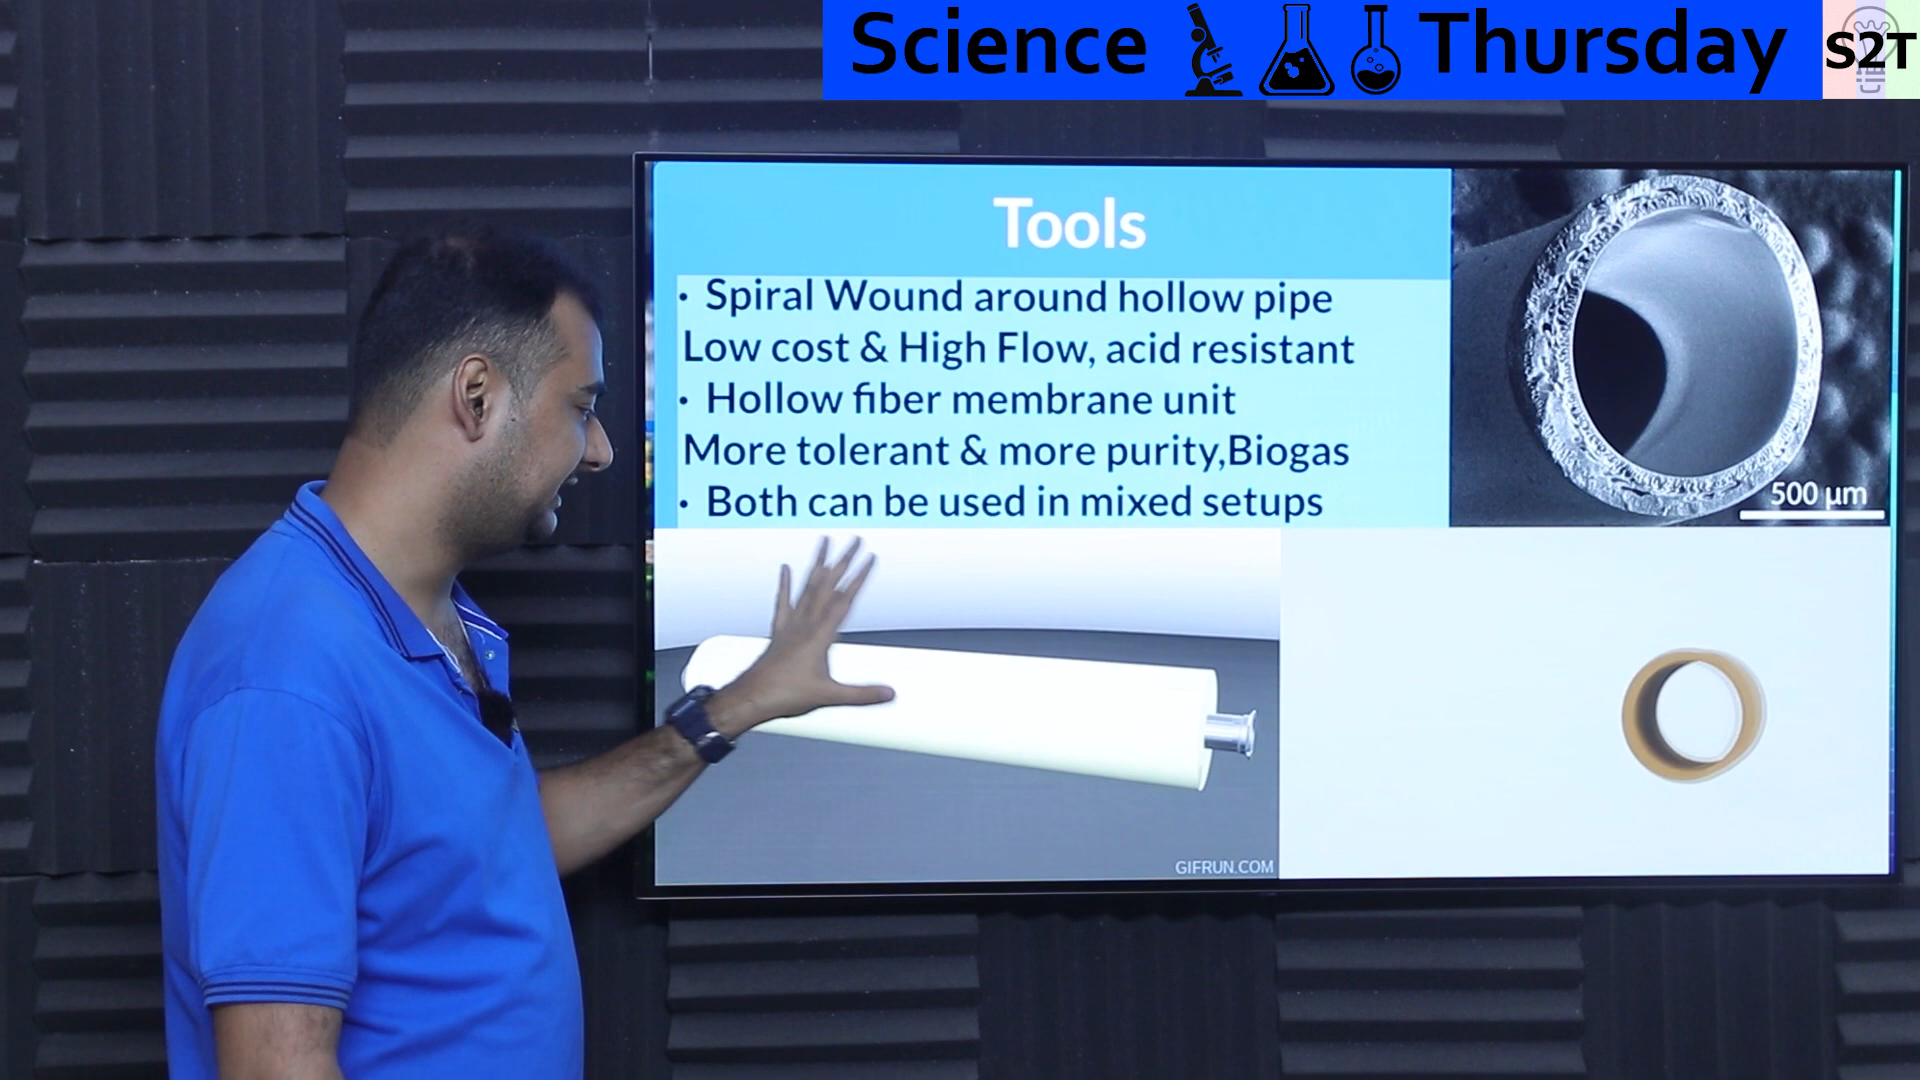 Science Thursday
S2T
Tools
• Spiral Wound around hollow pipe
Low cost & High Flow, acid resistant
• Hollow fiber membrane unit
More tolerant & more purity,Biogas
• Both can be used in mixed setups
500 µm
GIFRUN.COM